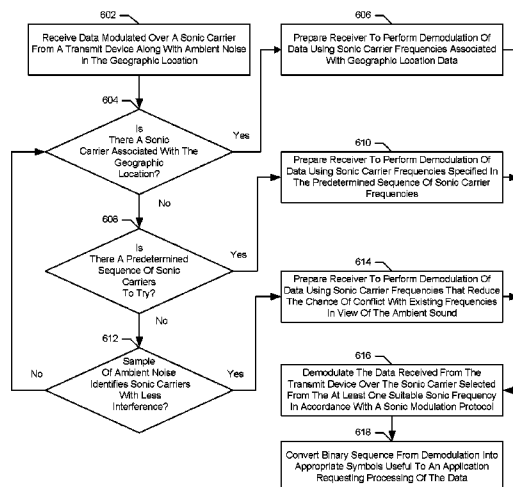 602
Receive Data Modulated Over A Sonic Carrier
From A Transmit Device Along With Ambient Noise
In The Geographic Location
606
Prepare Receiver To Perform Demodulation Of
Data Using Sonic Carrier Frequencies Associated
With Geographic Location Data
604
Is
There A Sonic
Carrier Associated With The
Geographic
Location?
Yes
No
610
Prepare Receiver To Perform Demodulation Of
Data Using Sonic Carrier Frequencies Specified In
The Predetermined Sequence Of Sonic Carrier
Frequencies
608
Is
There A Predetermined
Sequence Of Sonic
Carriers
To Try?
Yes
No
614
Prepare Receiver To Perform Demodulation Of
Data Using Sonic Carrier Frequencies That Reduce
The Chance Of Conflict With Existing Frequencies
In View Of The Ambient Sound
612
Sample
Of Ambient Noise
Identifies Sonic Carriers
With Less
Interference?
No
Yes
616
Demodulate The Data Received From The
Transmit Device Over The Sonic Carrier Selected
From The At Least One Suitable Sonic Frequency
In Accordance With A Sonic Modulation Protocol
618
Convert Binary Sequence From Demodulation Into
Appropriate Symbols Useful To An Application
Requesting Processing Of The Data